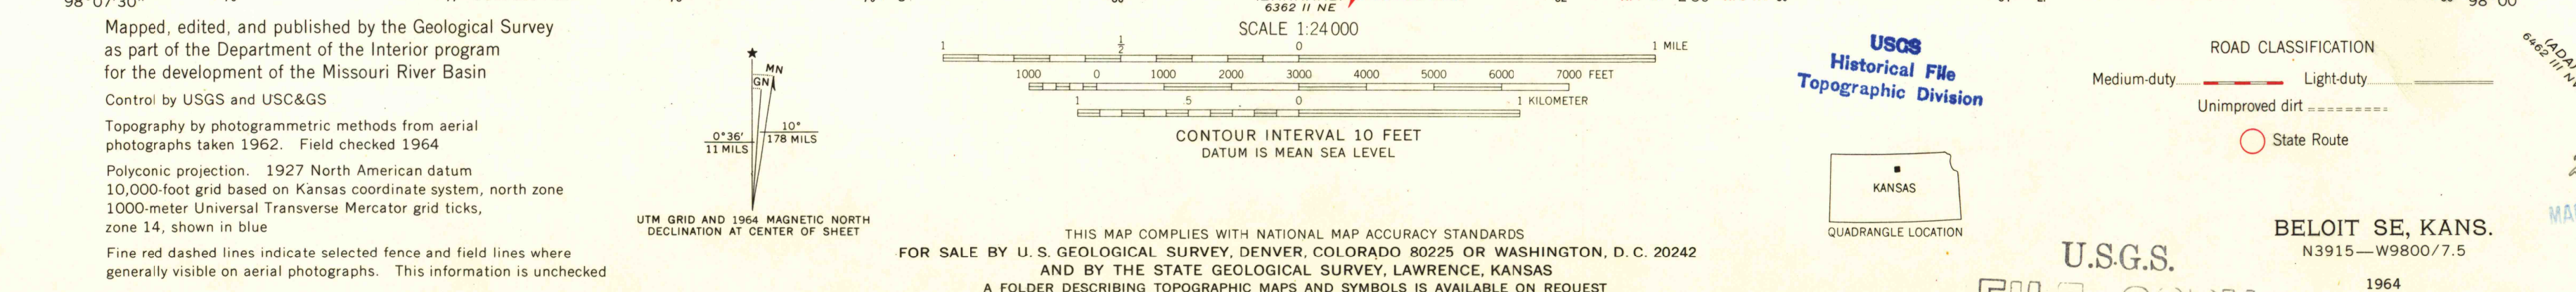 98°07'30"
Mapped, edited, and published by the Geological Survey
as part of the Department of the Interior program
for the development of the Missouri River Basin
Control by USGS and USC&GS
Topography by photogrammetric methods from aerial
photographs taken 1962. Field checked 1964
Polyconic projection. 1927 North American datum
10,000-foot grid based on Kansas coordinate system, north zone
1000-meter Universal Transverse Mercator grid ticks,
zone 14, shown in blue
Fine red dashed lines indicate selected fence and field lines where
generally visible on aerial photographs. This information is unchecked
★
MN
GN
0°36'
11 MILS
10°
178 MILS
UTM GRID AND 1964 MAGNETIC NORTH
DECLINATION AT CENTER OF SHEET
6362 II NE
SCALE 1:24 000
1 ½ 0 1 MILE
1000 0 1000 2000 3000 4000 5000 6000 7000 FEET
1 .5 0 1 KILOMETER
CONTOUR INTERVAL 10 FEET
DATUM IS MEAN SEA LEVEL
THIS MAP COMPLIES WITH NATIONAL MAP ACCURACY STANDARDS
FOR SALE BY U. S. GEOLOGICAL SURVEY, DENVER, COLORADO 80225 OR WASHINGTON, D. C. 20242
AND BY THE STATE GEOLOGICAL SURVEY, LAWRENCE, KANSAS
A FOLDER DESCRIBING TOPOGRAPHIC MAPS AND SYMBOLS IS AVAILABLE ON REQUEST
USGS
Historical File
Topographic Division
KANSAS
QUADRANGLE LOCATION
98°00'
ROAD CLASSIFICATION
Medium-duty Light-duty
Unimproved dirt
State Route
U.S.G.S.
BELOIT SE, KANS.
N3915—W9800/7.5
1964